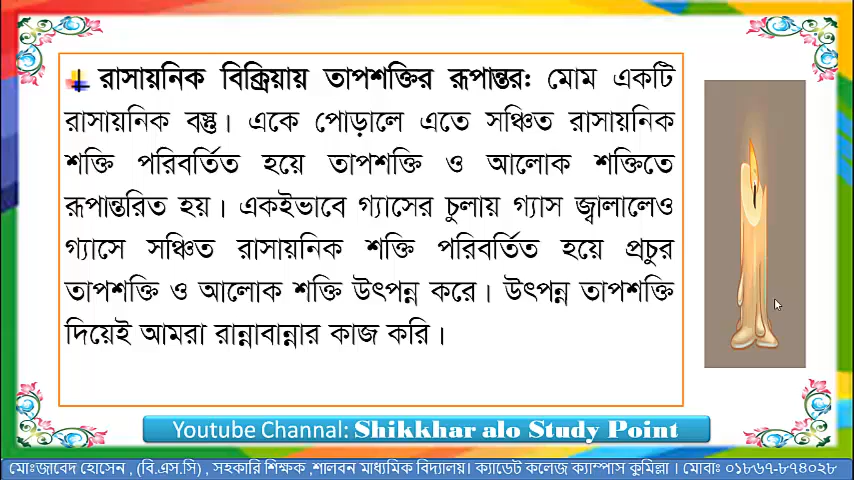 রাসায়নিক বিক্রিয়ায় তাপশক্তির রূপান্তর: মোম একটি
রাসায়নিক বস্তু। একে পোড়ালে এতে সঞ্চিত রাসায়নিক
শক্তি পরিবর্তিত হয়ে তাপশক্তি ও আলোক শক্তিতে
রূপান্তরিত হয়। একইভাবে গ্যাসের চুলায় গ্যাস জ্বালালেও
গ্যাসে সঞ্চিত রাসায়নিক শক্তি পরিবর্তিত হয়ে প্রচুর
তাপশক্তি ও আলোক শক্তি উৎপন্ন করে। উৎপন্ন তাপশক্তি
দিয়েই আমরা রান্নাবান্নার কাজ করি।
Youtube Channal: Shikkhar alo Study Point
মোঃজাবেদ হোসেন , (বি.এস.সি) , সহকারি শিক্ষক ,শালবন মাধ্যমিক বিদ্যালয়। ক্যাডেট কলেজ ক্যাম্পাস কুমিল্লা । মোবাঃ ০১৮৬৭-৮৭৪০২৮